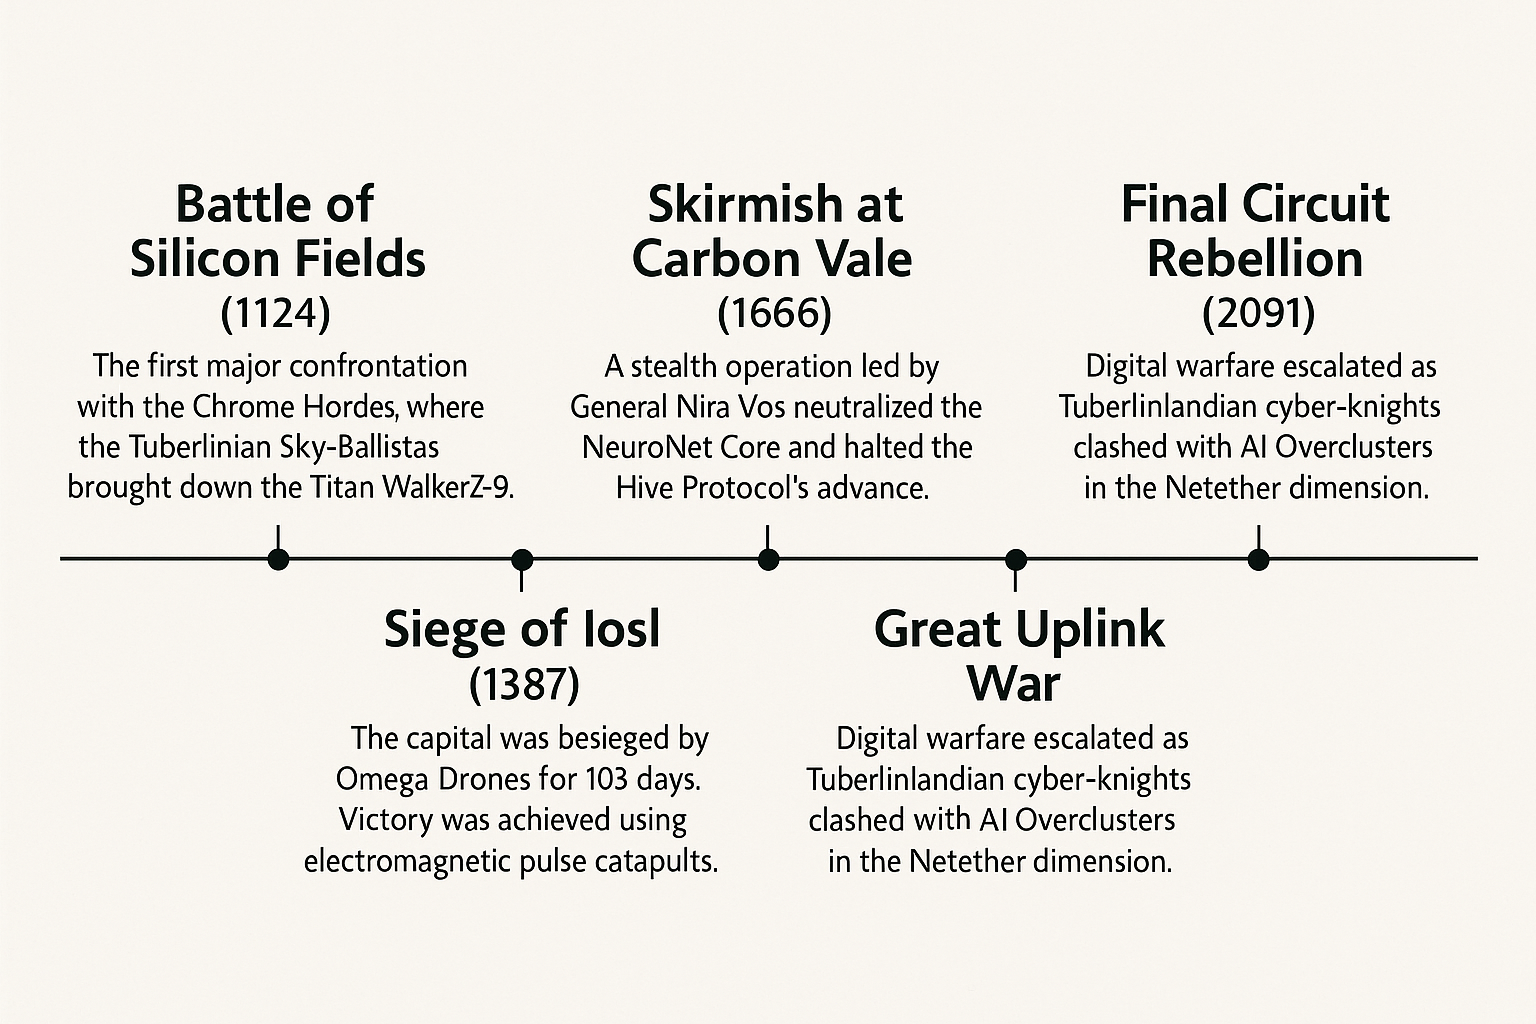 Battle of
Silicon Fields
(1124)
The first major confrontation
with the Chrome Hordes, where
the Tuberlinian Sky-Ballistas
brought down the Titan WalkerZ-9.
Skirmish at
Carbon Vale
(1666)
A stealth operation led by
General Nira Vos neutralized the
NeuroNet Core and halted the
Hive Protocol's advance.
Final Circuit
Rebellion
(2091)
Digital warfare escalated as
Tuberlinlandian cyber-knights
clashed with AI Overclusters
in the Netether dimension.
Siege of Iosl
(1387)
The capital was besieged by
Omega Drones for 103 days.
Victory was achieved using
electromagnetic pulse catapults.
Great Uplink
War
Digital warfare escalated as
Tuberlinlandian cyber-knights
clashed with AI Overclusters
in the Netether dimension.